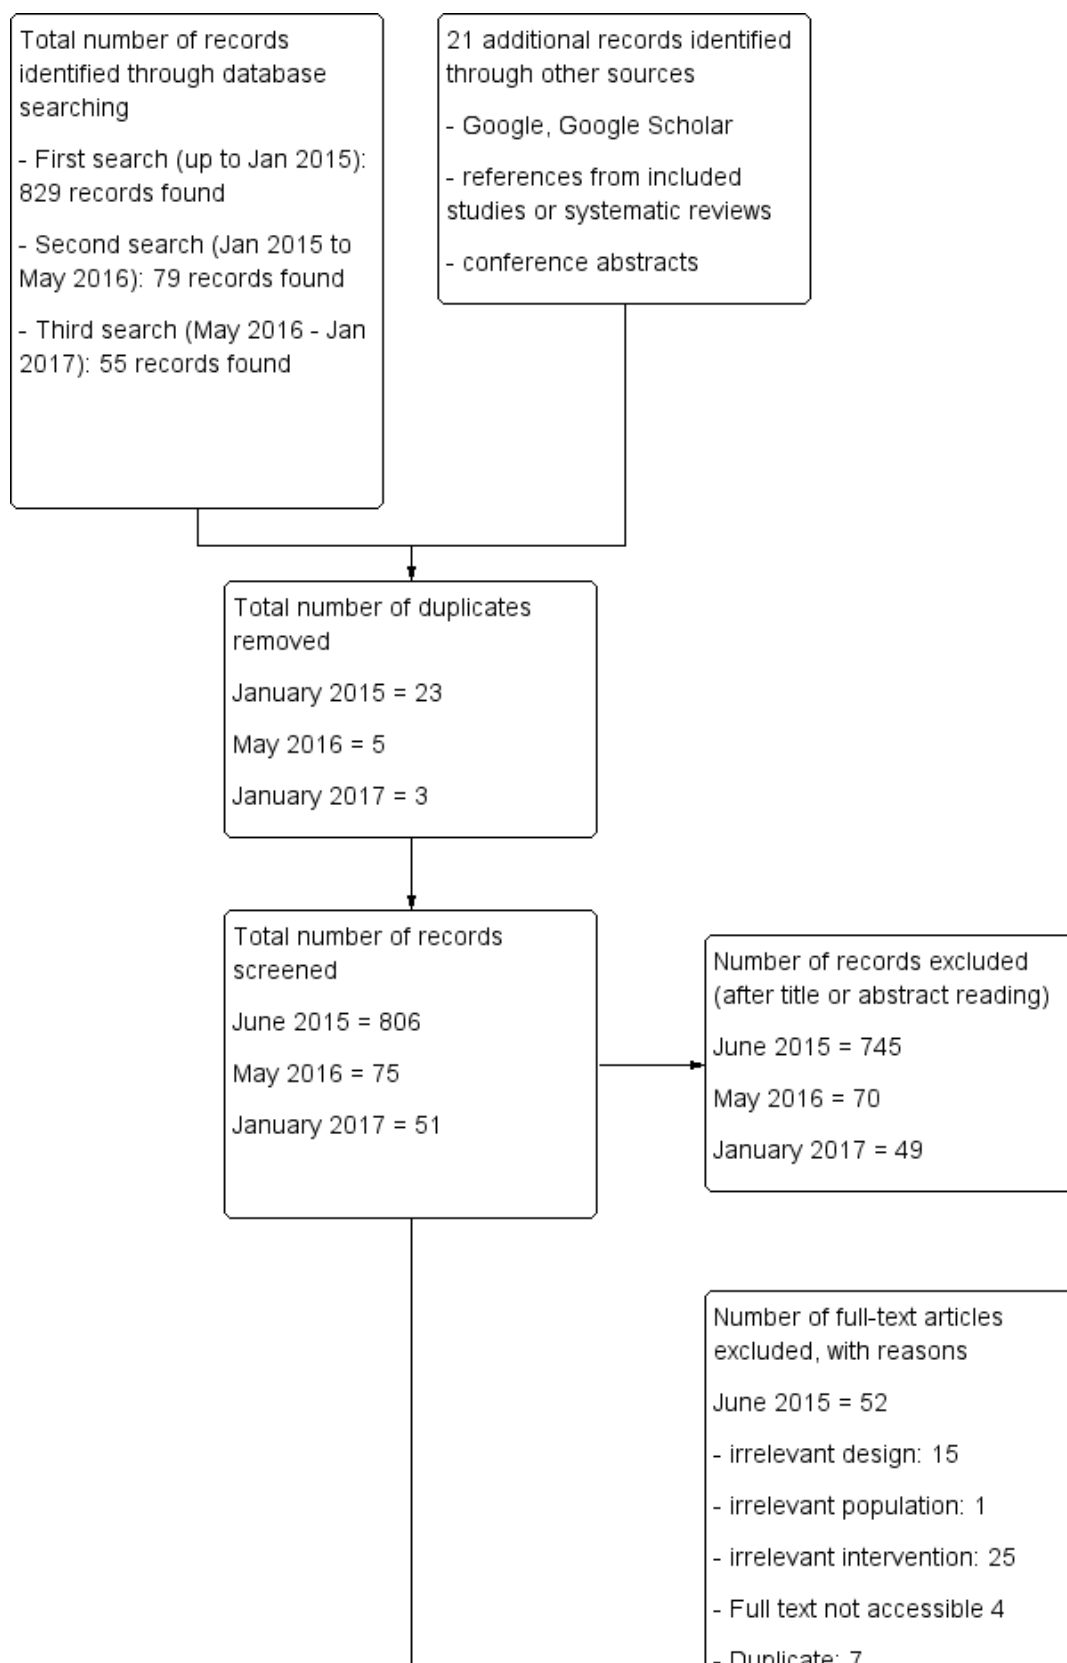 Total number of records
identified through database
searching
- First search (up to Jan 2015):
829 records found
- Second search (Jan 2015 to
May 2016): 79 records found
- Third search (May 2016 - Jan
2017): 55 records found
21 additional records identified
through other sources
- Google, Google Scholar
- references from included
studies or systematic reviews
- conference abstracts
Total number of duplicates
removed
January 2015 = 23
May 2016 = 5
January 2017 = 3
Total number of records
screened
June 2015 = 806
May 2016 = 75
January 2017 = 51
Number of records excluded
(after title or abstract reading)
June 2015 = 745
May 2016 = 70
January 2017 = 49
Number of full-text articles
excluded, with reasons
June 2015 = 52
- irrelevant design: 15
- irrelevant population: 1
- irrelevant intervention: 25
- Full text not accessible 4
- Duplicate: 7